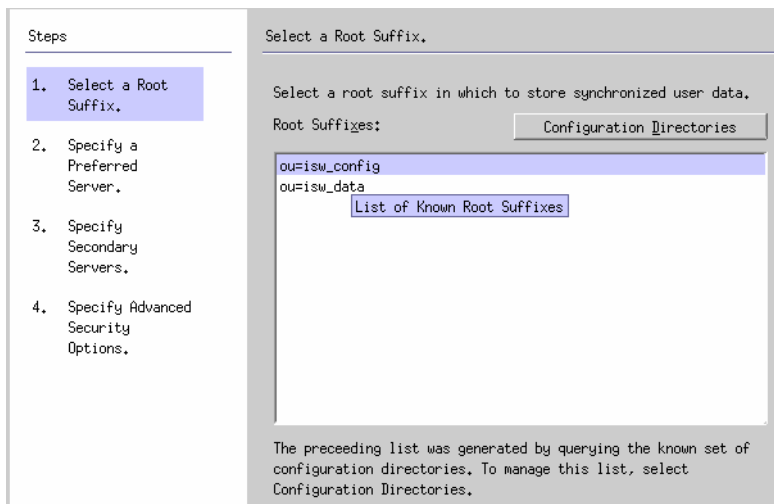 Steps
1. Select a Root
Suffix.
2. Specify a
Preferred
Server.
3. Specify
Secondary
Servers.
4. Specify Advanced
Security
Options.
Select a Root Suffix.
Select a root suffix in which to store synchronized user data.
Root Suffixes:
Configuration Directories
ou=isw_config
ou=isw_data
List of Known Root Suffixes
The preceeding list was generated by querying the known set of
configuration directories. To manage this list, select
Configuration Directories.